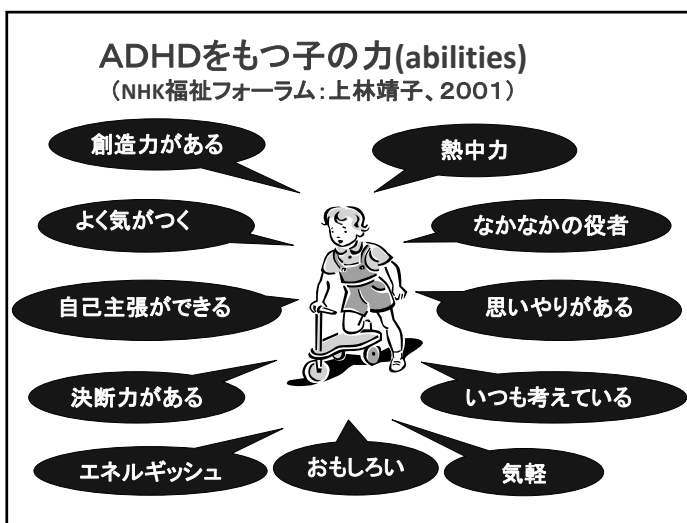 ADHDをもつ子の力(abilities)
（NHK福祉フォーラム：上林靖子、２００１）
創造力がある
熱中力
よく気がつく
なかなかの役者
自己主張ができる
思いやりがある
決断力がある
いつも考えている
エネルギッシュ
おもしろい
気軽